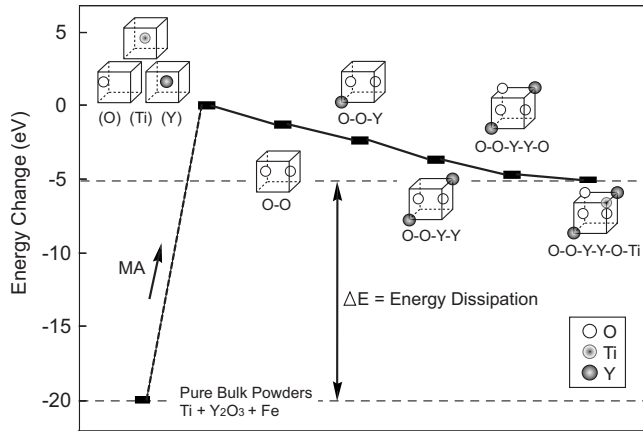 5
0
-5
-10
-15
-20
Energy Change (eV)
(O) (Ti) (Y)
O-O
O-O-Y
O-O-Y-Y
O-O-Y-Y-O
O-O-Y-Y-O-Ti
MA
ΔE = Energy Dissipation
Pure Bulk Powders
Ti + Y₂O₃ + Fe
O
Ti
Y